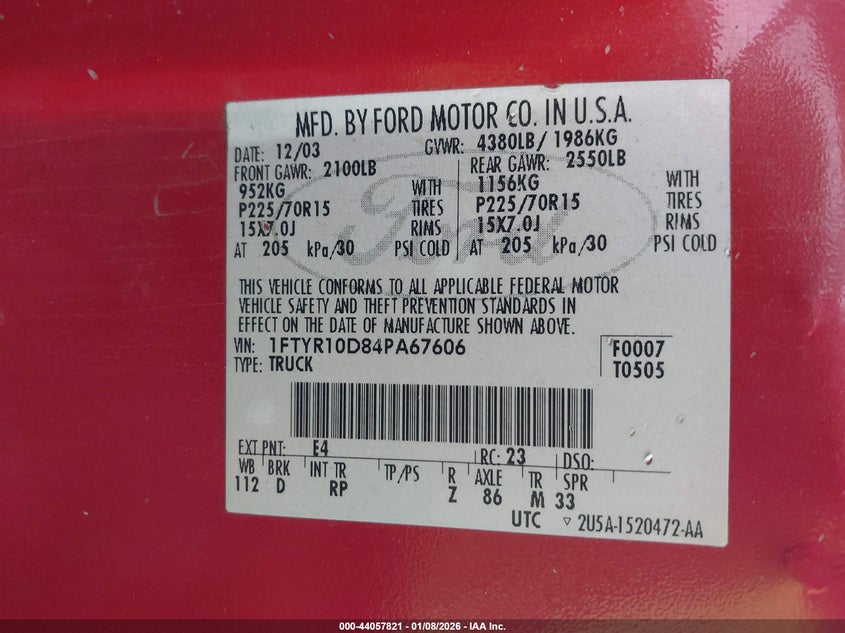 MFD. BY FORD MOTOR CO. IN U.S.A.
DATE: 12/03 GVWR: 4380LB/ 1986KG
FRONT GAWR: 2100LB REAR GAWR: 2550LB
952KG WITH 1156KG WITH
P225/70R15 TIRES P225/70R15 TIRES
15X7.0J RIMS 15X7.0J RIMS
AT 205 kPa/30 PSI COLD AT 205 kPa/30 PSI COLD
Ford
THIS VEHICLE CONFORMS TO ALL APPLICABLE FEDERAL MOTOR
VEHICLE SAFETY AND THEFT PREVENTION STANDARDS IN
EFFECT ON THE DATE OF MANUFACTURE SHOWN ABOVE.
VIN: 1FTYR10D84PA67606 F0007
TYPE: TRUCK T0505
EXT PNT: E4 RC: 23 DSO:
WB BRK INT TR TP/PS R AXLE TR SPR
112 D RP Z 86 M 33
UTC ▽ 2U5A-1520472-AA
000-44057821 | 01/08/2026 - IAA Inc.